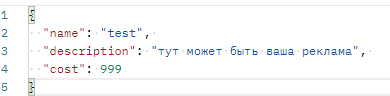 1 {
2 "name": "test",
3 "description": "тут может быть ваша реклама",
4 "cost": 999
5 }